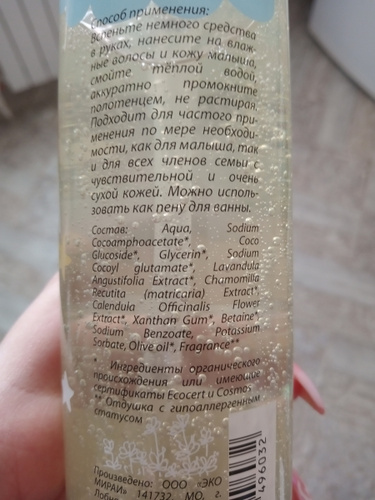 Способ применения:
Вспеньте немного средства
в руках, нанесите на влаж-
ные волосы и кожу малыша,
смойте тёплой водой,
аккуратно промокните
полотенцем, не растирая.
Подходит для частого при-
менения по мере необходи-
мости, как для малыша, так
и для всех членов семьи с
чувствительной и очень
сухой кожей. Можно исполь-
зовать как пену для ванны.
Состав: Aqua, Sodium
Cocoamphoacetate*, Coco
Glucoside*, Glycerin*, Sodium
Cocoyl glutamate*, Lavandula
Angustifolia Extract*, Chamomilla
Recutita (matricaria) Extract*,
Calendula Officinalis Flower
Extract*, Xanthan Gum*, Betaine*,
Sodium Benzoate, Potassium
Sorbate, Olive oil*, Fragrance**
* Ингредиенты органического
происхождения или имеющие
сертификаты Ecocert и Cosmos
** Отдушка с гипоаллергенным
статусом
Произведено: ООО «ЭКО
МИРАЙ» 141732, МО, г.
496032